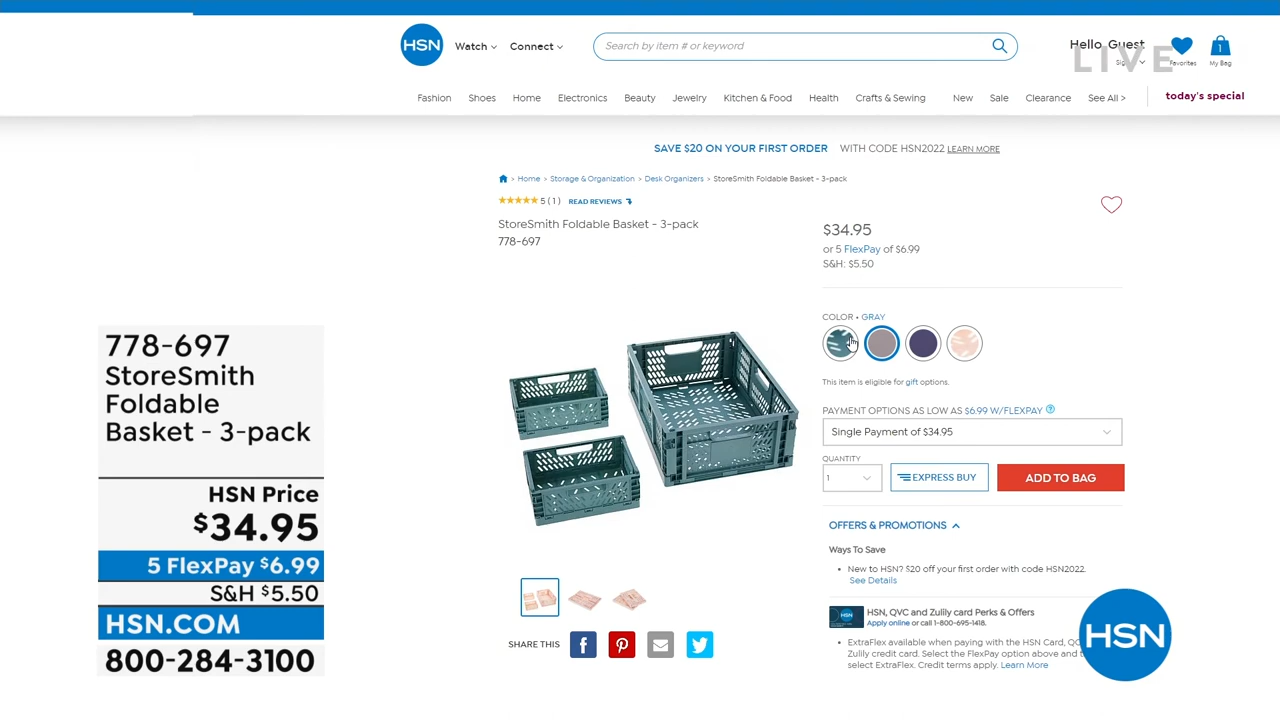 HSN
Watch
Connect
Search by item # or keyword
Hello, Guest
LIVE
Favorites
1
My Bag
Fashion
Shoes
Home
Electronics
Beauty
Jewelry
Kitchen & Food
Health
Crafts & Sewing
New
Sale
Clearance
See All >
today's special
SAVE $20 ON YOUR FIRST ORDER WITH CODE HSN2022 LEARN MORE
> Home > Storage & Organization > Desk Organizers > StoreSmith Foldable Basket - 3-pack
5 ( 1 ) READ REVIEWS
StoreSmith Foldable Basket - 3-pack
778-697
$34.95
or 5 FlexPay of $6.99
S&H: $5.50
COLOR • GRAY
This item is eligible for gift options.
PAYMENT OPTIONS AS LOW AS $6.99 W/FLEXPAY ?
Single Payment of $34.95
QUANTITY
1
EXPRESS BUY
ADD TO BAG
OFFERS & PROMOTIONS
Ways To Save
• New to HSN? $20 off your first order with code HSN2022.
See Details
HSN, QVC and Zulily card Perks & Offers
Apply online or call 1-800-695-1418.
• ExtraFlex available when paying with the HSN Card, QC
Zulily credit card. Select the FlexPay option above and
select ExtraFlex. Credit terms apply. Learn More
SHARE THIS
778-697
StoreSmith
Foldable
Basket - 3-pack
HSN Price
$34.95
5 FlexPay $6.99
S&H $5.50
HSN.COM
800-284-3100
HSN